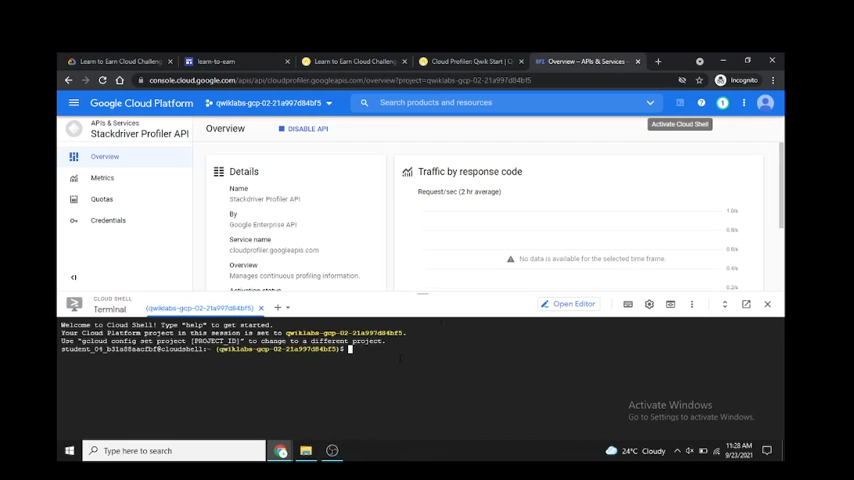 Learn to Earn Cloud Challeng
learn-to-earn
Learn to Earn Cloud Challeng
Cloud Profiler: Qwik Start | Q
API Overview – APIs & Services –
console.cloud.google.com/apis/api/cloudprofiler.googleapis.com/overview?project=qwiklabs-gcp-02-21a997d84bf5
Incognito
Google Cloud Platform
qwiklabs-gcp-02-21a997d84bf5
Search products and resources
1
Activate Cloud Shell
APIs & Services
Stackdriver Profiler API
Overview
DISABLE API
Overview
Metrics
Quotas
Credentials
Details
Name
Stackdriver Profiler API
By
Google Enterprise API
Service name
cloudprofiler.googleapis.com
Overview
Manages continuous profiling information.
Activation status
Traffic by response code
Request/sec (2 hr average)
1.0/s
0.8/s
0.6/s
No data is available for the selected time frame.
0.4/s
0.2/s
CLOUD SHELL
Terminal
(qwiklabs-gcp-02-21a997d84bf5)
Open Editor
Welcome to Cloud Shell! Type "help" to get started.
Your Cloud Platform project in this session is set to qwiklabs-gcp-02-21a997d84bf5.
Use "gcloud config set project [PROJECT_ID]" to change to a different project.
student_04_b31a88aacfbf@cloudshell:~ (qwiklabs-gcp-02-21a997d84bf5)$
Activate Windows
Go to Settings to activate Windows.
Type here to search
24°C Cloudy
11:28 AM
9/23/2021